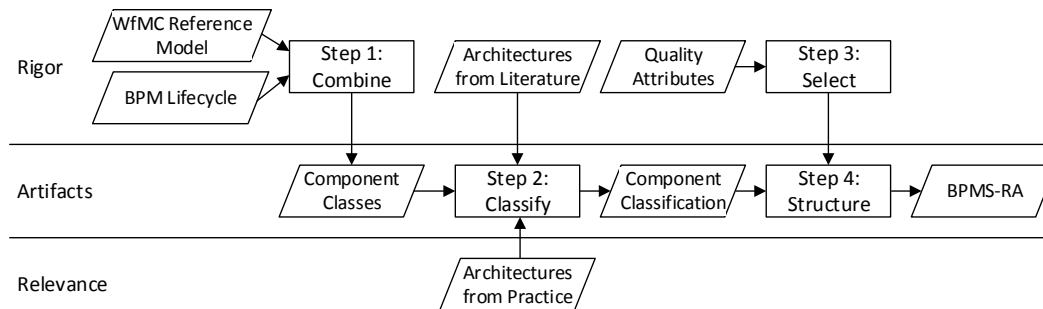 Rigor
WfMC Reference
Model
BPM Lifecycle
Step 1:
Combine
Architectures
from Literature
Quality
Attributes
Step 3:
Select
Artifacts
Component
Classes
Step 2:
Classify
Component
Classification
Step 4:
Structure
BPMS-RA
Relevance
Architectures
from Practice